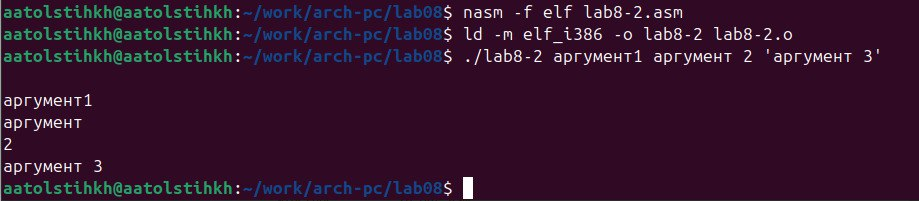 aatolstihkh@aatolstihkh:~/work/arch-pc/lab08$ nasm -f elf lab8-2.asm
aatolstihkh@aatolstihkh:~/work/arch-pc/lab08$ ld -m elf_i386 -o lab8-2 lab8-2.o
aatolstihkh@aatolstihkh:~/work/arch-pc/lab08$ ./lab8-2 аргумент1 аргумент 2 'аргумент 3'
аргумент1
аргумент
2
аргумент 3
aatolstihkh@aatolstihkh:~/work/arch-pc/lab08$